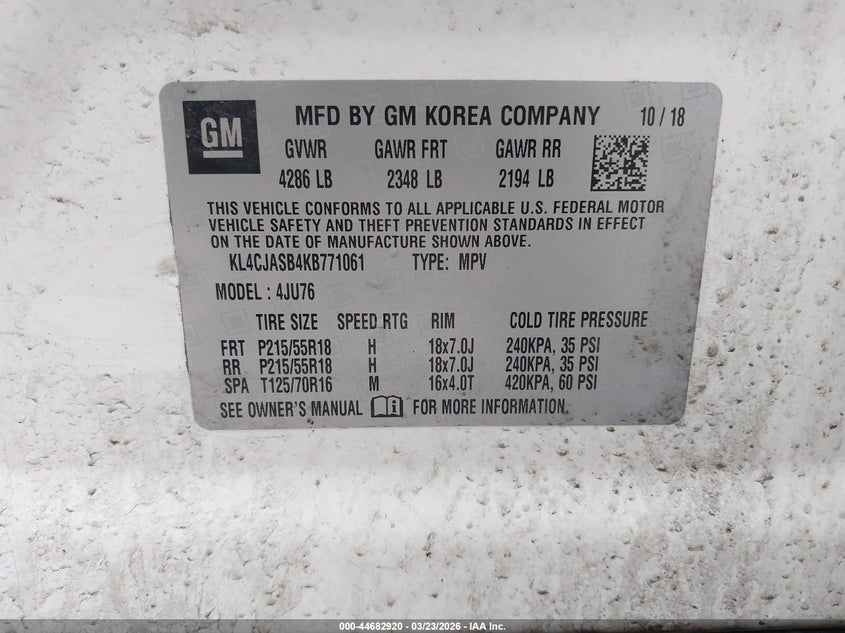 GM
MFD BY GM KOREA COMPANY 10 / 18
GVWR GAWR FRT GAWR RR
4286 LB 2348 LB 2194 LB
THIS VEHICLE CONFORMS TO ALL APPLICABLE U.S. FEDERAL MOTOR
VEHICLE SAFETY AND THEFT PREVENTION STANDARDS IN EFFECT
ON THE DATE OF MANUFACTURE SHOWN ABOVE.
KL4CJASB4KB771061 TYPE: MPV
MODEL : 4JU76
TIRE SIZE SPEED RTG RIM COLD TIRE PRESSURE
FRT P215/55R18 H 18x7.0J 240KPA, 35 PSI
RR P215/55R18 H 18x7.0J 240KPA, 35 PSI
SPA T125/70R16 M 16x4.0T 420KPA, 60 PSI
SEE OWNER'S MANUAL i FOR MORE INFORMATION.
000-44682920 - 03/23/2026 - IAA Inc.